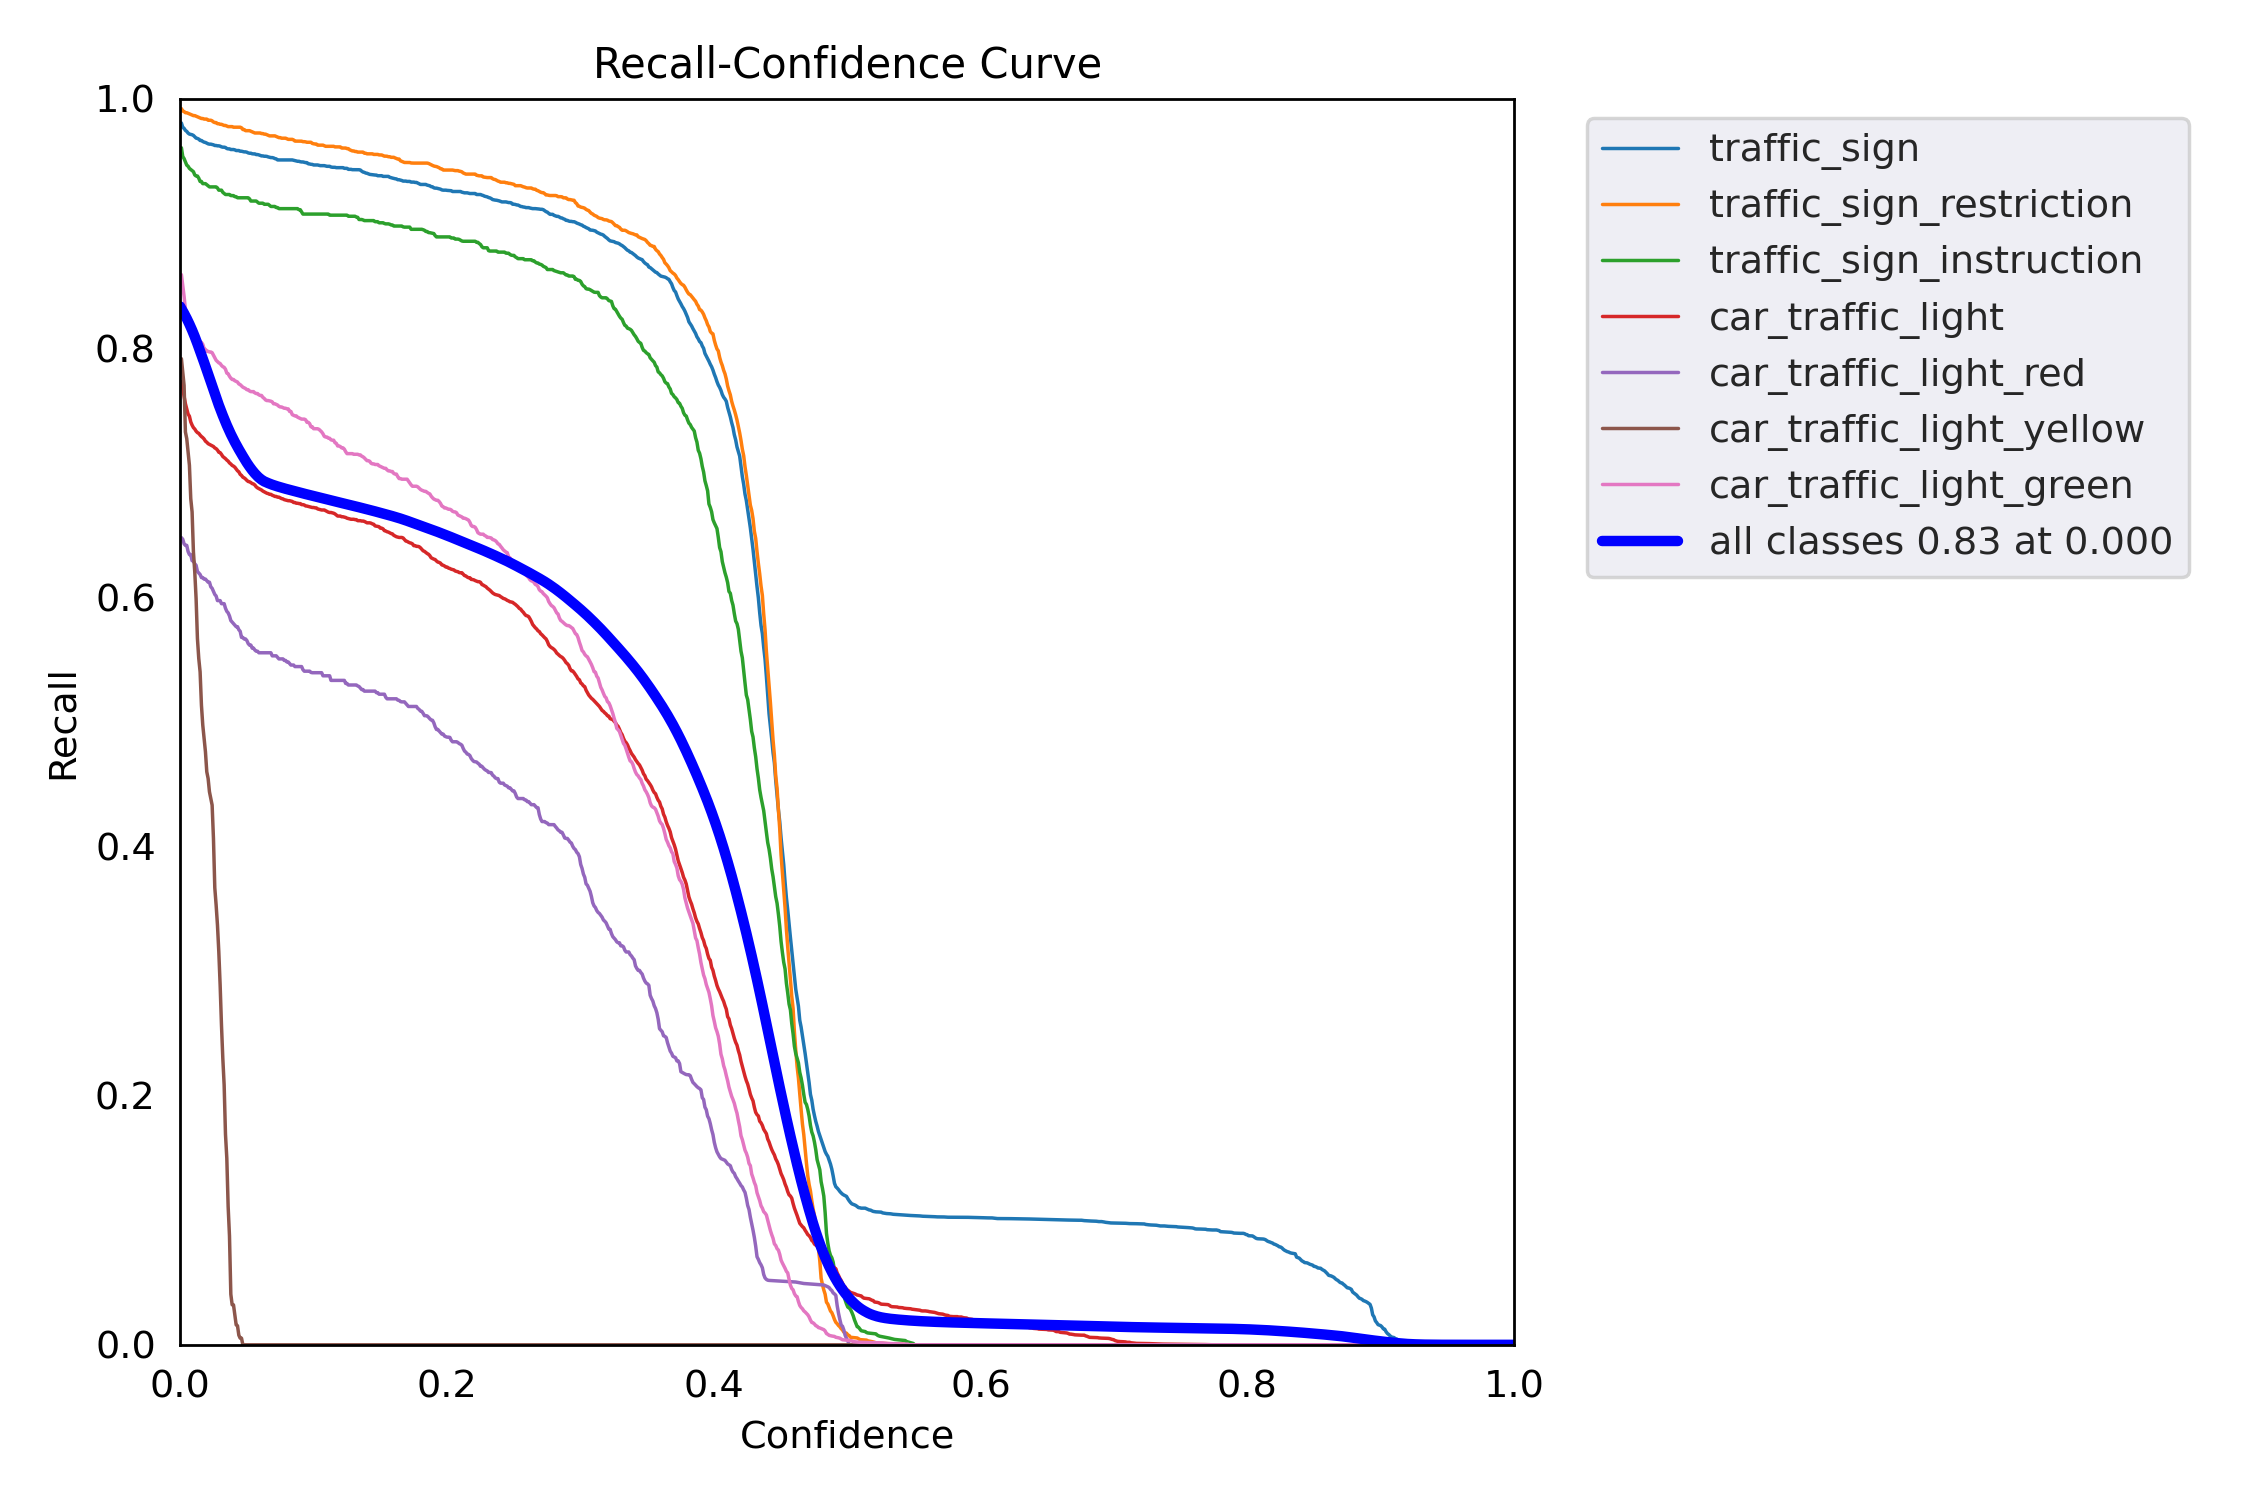 Recall-Confidence Curve
1.0
0.8
0.6
0.4
0.2
0.0
Recall
0.0 0.2 0.4 0.6 0.8 1.0
Confidence
traffic_sign
traffic_sign_restriction
traffic_sign_instruction
car_traffic_light
car_traffic_light_red
car_traffic_light_yellow
car_traffic_light_green
all classes 0.83 at 0.000